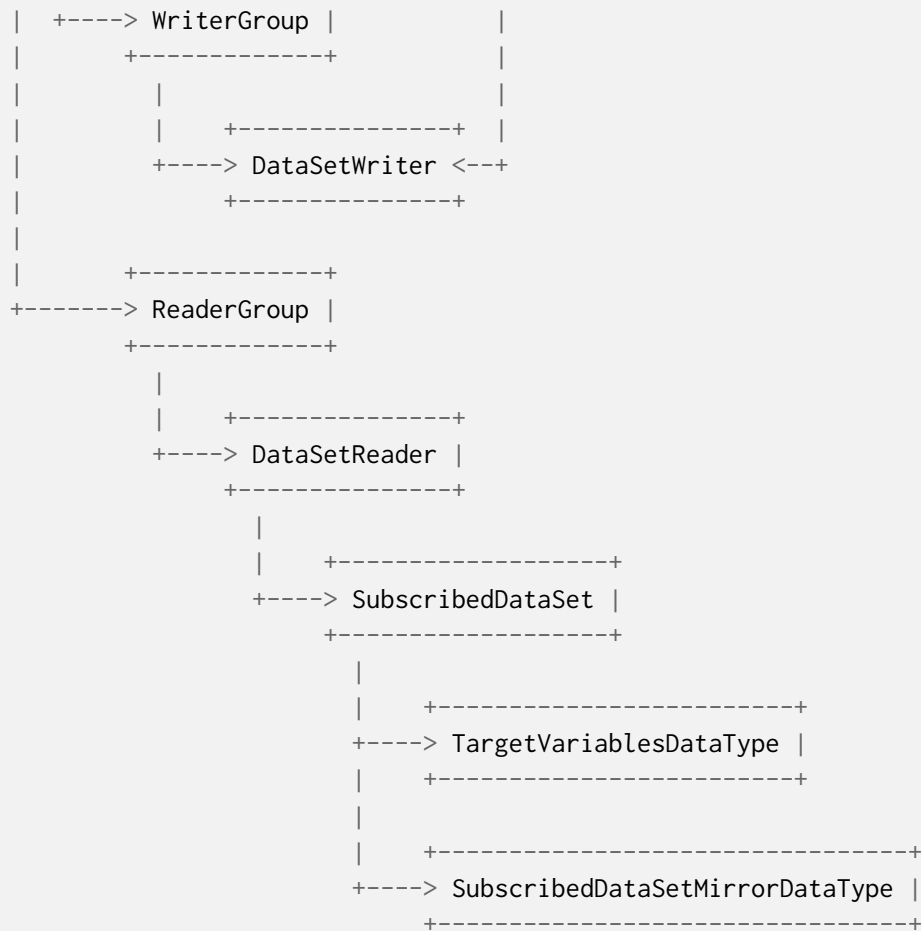 |  +----> WriterGroup |          |
|       +-------------+          |
|         |                      |
|         |    +---------------+ |
|         +----> DataSetWriter <--+
|              +---------------+
|
|       +-------------+
+-------> ReaderGroup |
        +-------------+
          |
          |    +---------------+
          +----> DataSetReader |
               +---------------+
                 |
                 |    +-------------------+
                 +----> SubscribedDataSet |
                      +-------------------+
                        |
                        |    +-------------------------+
                        +----> TargetVariablesDataType |
                        |    +-------------------------+
                        |
                        |    +---------------------------------+
                        +----> SubscribedDataSetMirrorDataType |
                             +---------------------------------+